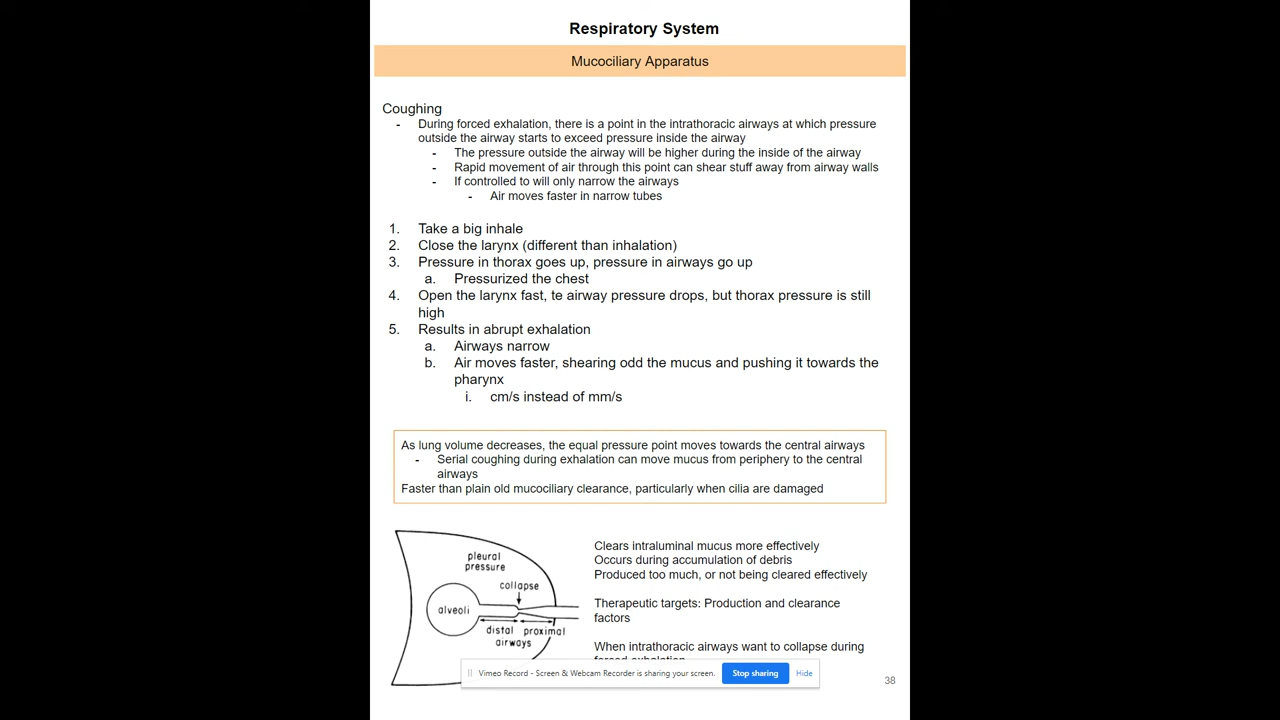 Respiratory System
Mucociliary Apparatus
Coughing
- During forced exhalation, there is a point in the intrathoracic airways at which pressure
outside the airway starts to exceed pressure inside the airway
- The pressure outside the airway will be higher during the inside of the airway
- Rapid movement of air through this point can shear stuff away from airway walls
- If controlled to will only narrow the airways
- Air moves faster in narrow tubes
1. Take a big inhale
2. Close the larynx (different than inhalation)
3. Pressure in thorax goes up, pressure in airways go up
a. Pressurized the chest
4. Open the larynx fast, te airway pressure drops, but thorax pressure is still
high
5. Results in abrupt exhalation
a. Airways narrow
b. Air moves faster, shearing odd the mucus and pushing it towards the
pharynx
i. cm/s instead of mm/s
As lung volume decreases, the equal pressure point moves towards the central airways
- Serial coughing during exhalation can move mucus from periphery to the central
airways
Faster than plain old mucociliary clearance, particularly when cilia are damaged
pleural
pressure
collapse
alveoli
distal proximal
airways
Clears intraluminal mucus more effectively
Occurs during accumulation of debris
Produced too much, or not being cleared effectively
Therapeutic targets: Production and clearance
factors
When intrathoracic airways want to collapse during
Vimeo Record - Screen & Webcam Recorder is sharing your screen.
Stop sharing
Hide
38